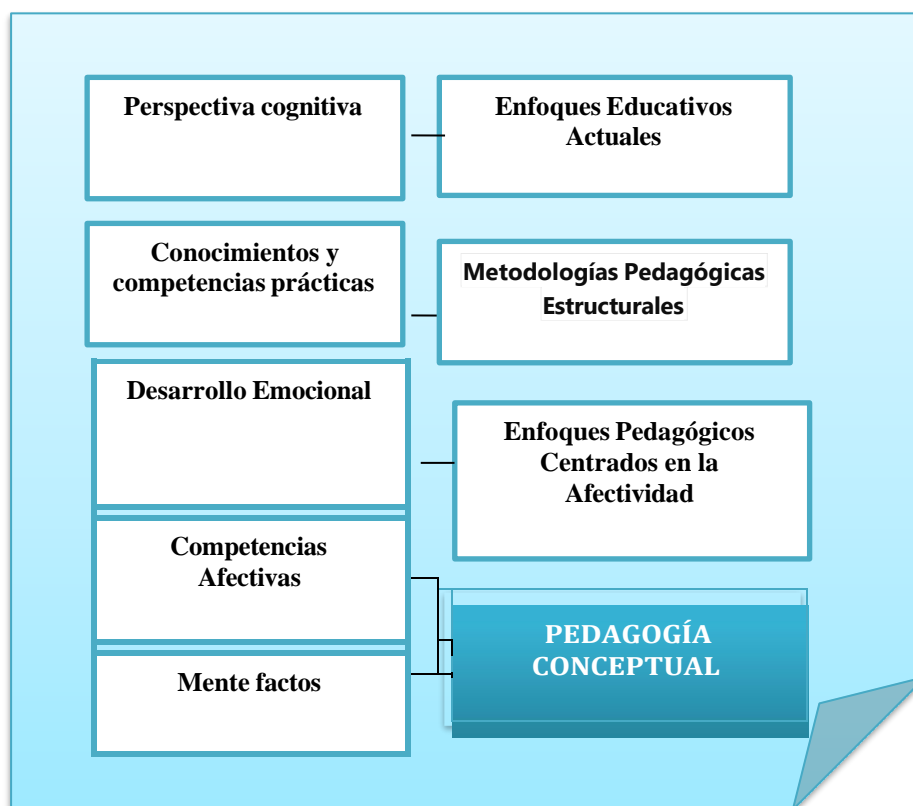 Perspectiva cognitiva
Enfoques Educativos
Actuales
Conocimientos y
competencias prácticas
Metodologías Pedagógicas
Estructurales
Desarrollo Emocional
Enfoques Pedagógicos
Centrados en la
Afectividad
Competencias
Afectivas
PEDAGOGÍA
CONCEPTUAL
Mente factos